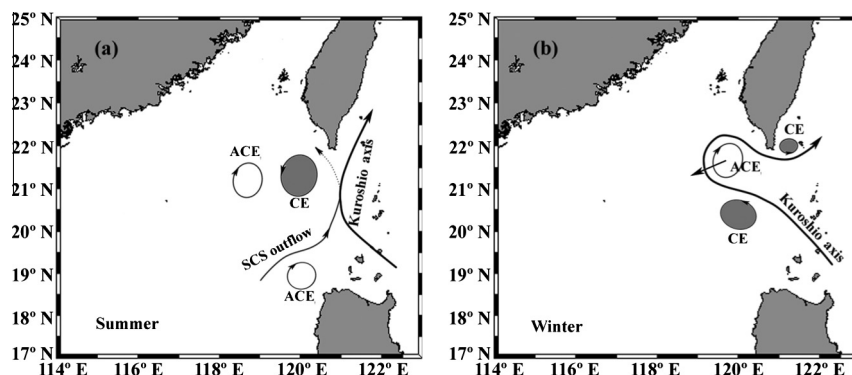 (a)
25° N
24° N
23° N
22° N
21° N
20° N
19° N
18° N
17° N
114° E 116° E 118° E 120° E 122° E
ACE
CE
Kuroshio axis
SCS outflow
ACE
Summer
(b)
25° N
24° N
23° N
22° N
21° N
20° N
19° N
18° N
17° N
114° E 116° E 118° E 120° E 122° E
CE
ACE
CE
Kuroshio axis
Winter